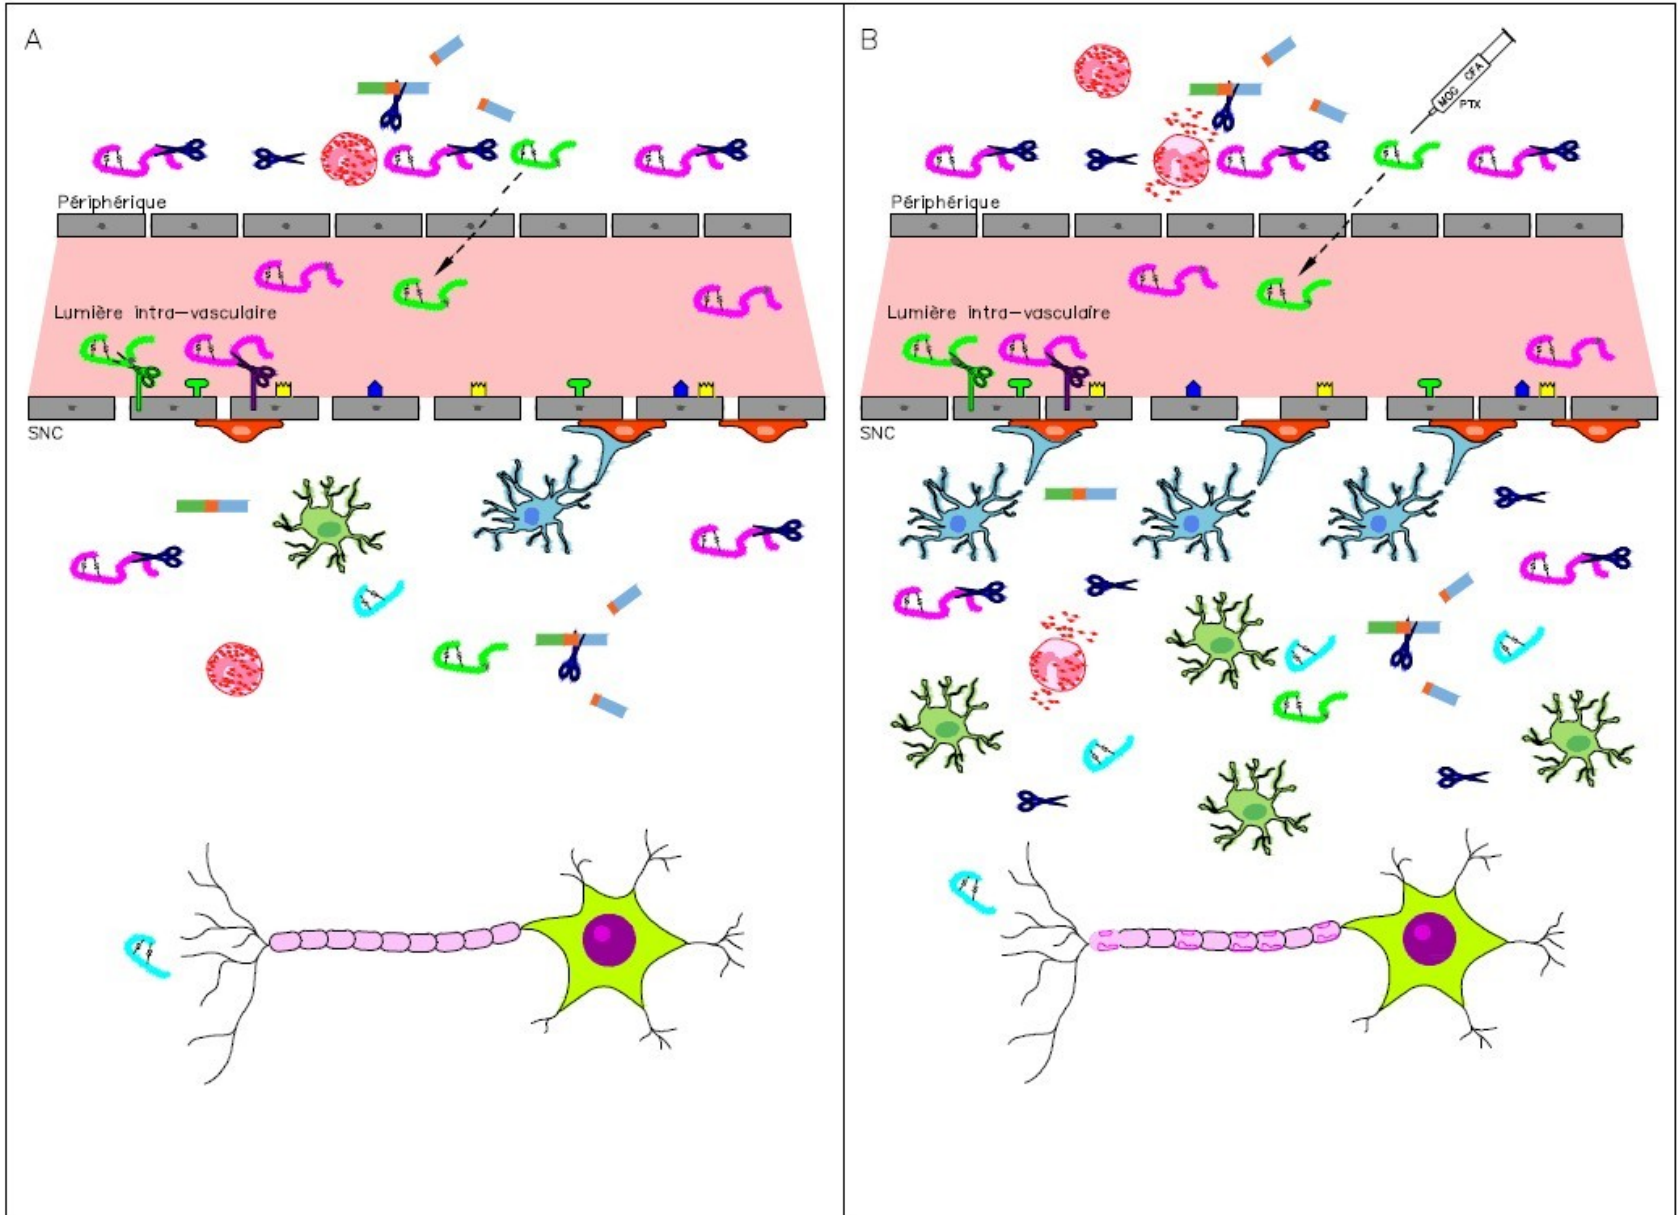 A
Périphérique
Lumière intra-vasculaire
SNC
B
MOG CFA
PTX
Périphérique
Lumière intra-vasculaire
SNC